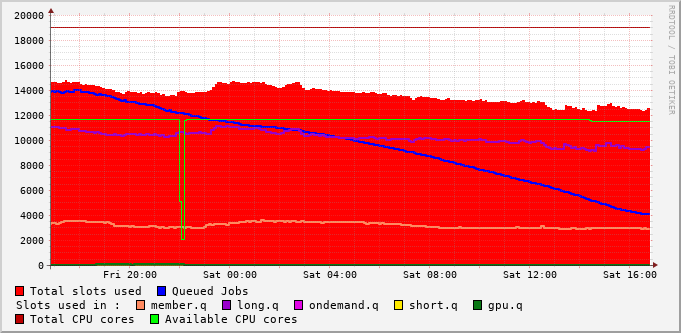 20000
18000
16000
14000
12000
10000
8000
6000
4000
2000
0
Fri 20:00 Sat 00:00 Sat 04:00 Sat 08:00 Sat 12:00 Sat 16:00
Total slots used Queued Jobs
Slots used in : member.q long.q ondemand.q short.q gpu.q
Total CPU cores Available CPU cores
RRDTOOL / TOBI OETIKER